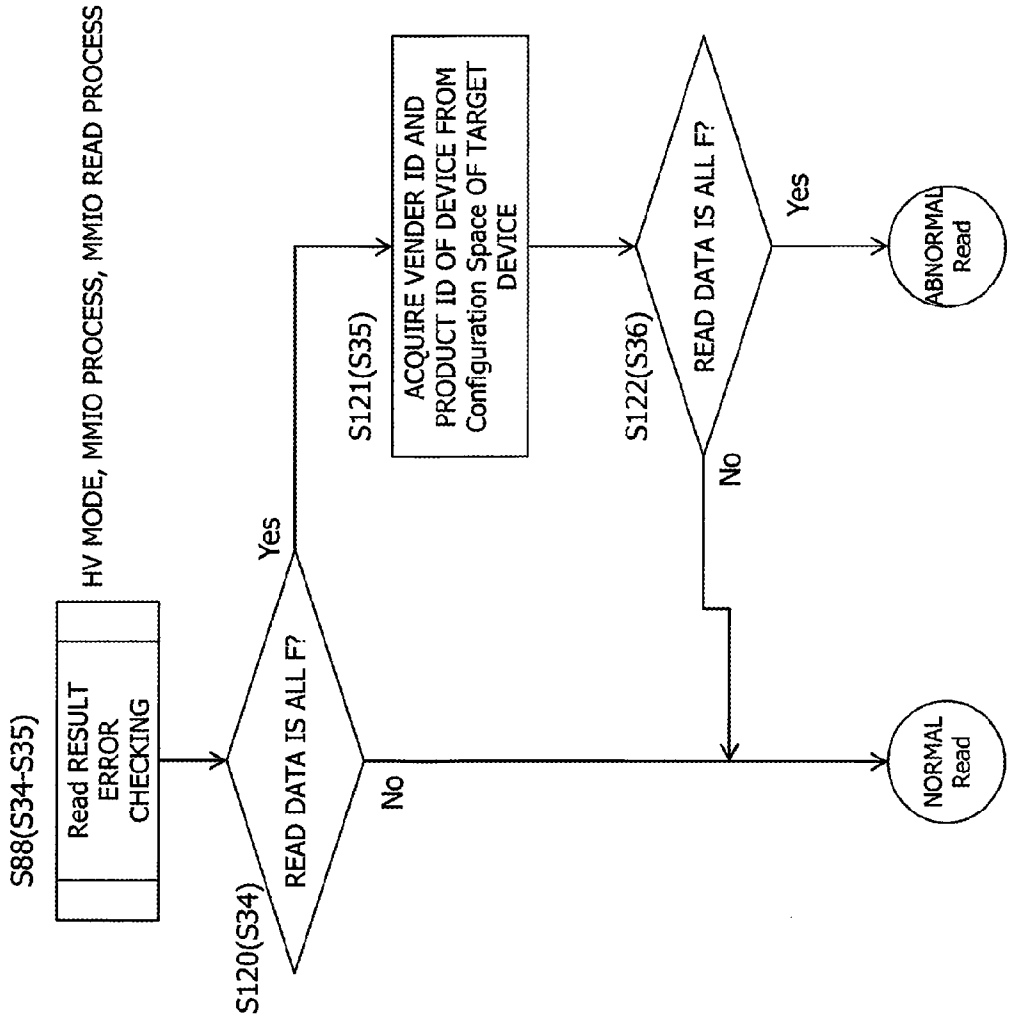 HV MODE, MMIO PROCESS, MMIO READ PROCESS
S88(S34-S35)
Read RESULT
ERROR
CHECKING
S120(S34)
READ DATA IS ALL F?
Yes
No
S121(S35)
ACQUIRE VENDER ID AND
PRODUCT ID OF DEVICE FROM
Configuration Space OF TARGET
DEVICE
S122(S36)
READ DATA IS ALL F?
No
Yes
NORMAL
Read
ABNORMAL
Read